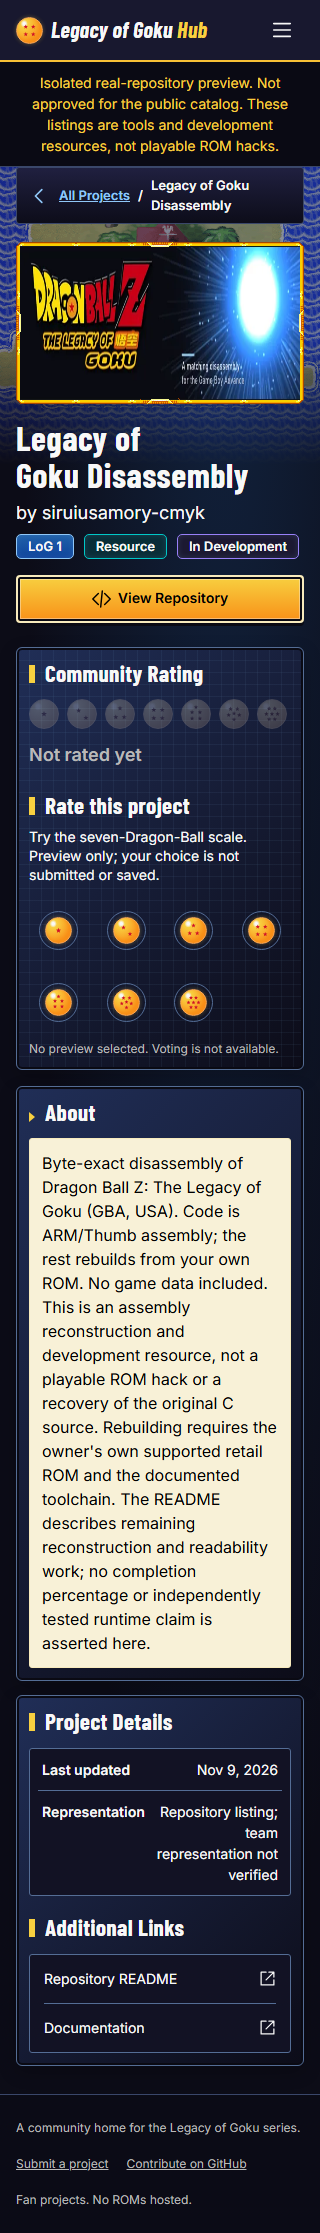 Legacy of Goku Hub
Isolated real-repository preview. Not
approved for the public catalog. These
listings are tools and development
resources, not playable ROM hacks.
All Projects / Legacy of Goku
Disassembly
DRAGON BALL Z
THE LEGACY OF 悟空
GOKU
A matching disassembly
for the Game Boy Advance
Legacy of
Goku Disassembly
by siruiusamory-cmyk
LoG 1 Resource In Development
View Repository
Community Rating
Not rated yet
Rate this project
Try the seven-Dragon-Ball scale.
Preview only; your choice is not
submitted or saved.
No preview selected. Voting is not available.
About
Byte-exact disassembly of
Dragon Ball Z: The Legacy of
Goku (GBA, USA). Code is
ARM/Thumb assembly; the
rest rebuilds from your own
ROM. No game data included.
This is an assembly
reconstruction and
development resource, not a
playable ROM hack or a
recovery of the original C
source. Rebuilding requires the
owner's own supported retail
ROM and the documented
toolchain. The README
describes remaining
reconstruction and readability
work; no completion
percentage or independently
tested runtime claim is
asserted here.
Project Details
Last updated Nov 9, 2026
Representation Repository listing;
team
representation not
verified
Additional Links
Repository README
Documentation
A community home for the Legacy of Goku series.
Submit a project Contribute on GitHub
Fan projects. No ROMs hosted.